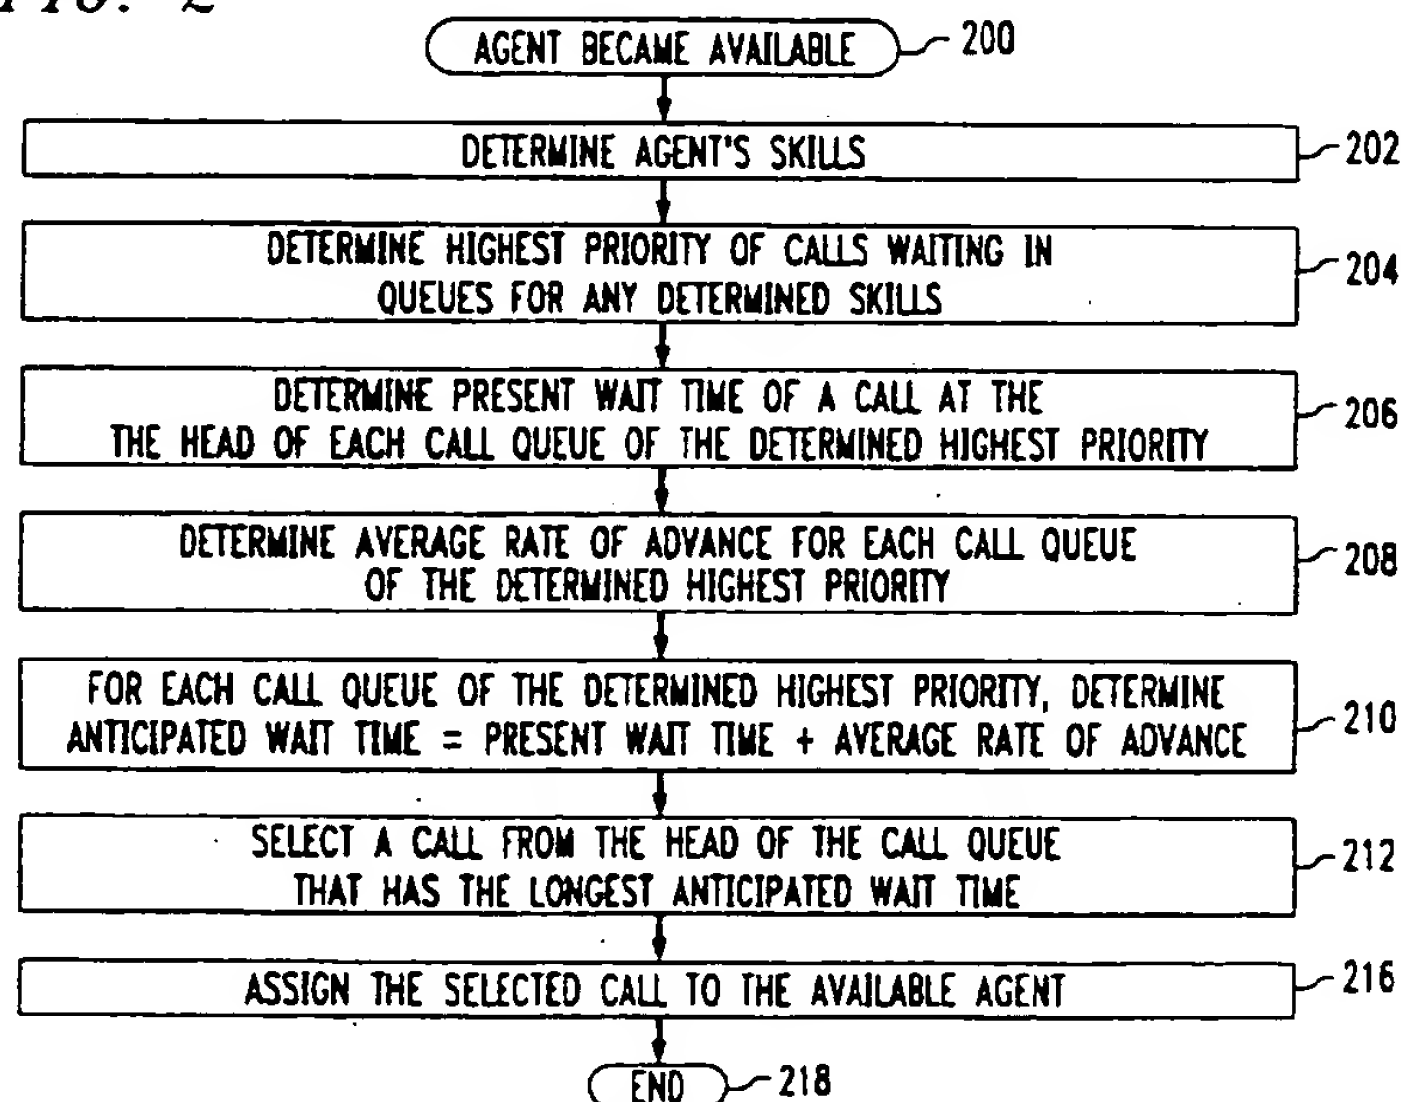 FIG. 2
AGENT BECAME AVAILABLE
200
DETERMINE AGENT'S SKILLS
202
DETERMINE HIGHEST PRIORITY OF CALLS WAITING IN
QUEUES FOR ANY DETERMINED SKILLS
204
DETERMINE PRESENT WAIT TIME OF A CALL AT THE
THE HEAD OF EACH CALL QUEUE OF THE DETERMINED HIGHEST PRIORITY
206
DETERMINE AVERAGE RATE OF ADVANCE FOR EACH CALL QUEUE
OF THE DETERMINED HIGHEST PRIORITY
208
FOR EACH CALL QUEUE OF THE DETERMINED HIGHEST PRIORITY, DETERMINE
ANTICIPATED WAIT TIME = PRESENT WAIT TIME + AVERAGE RATE OF ADVANCE
210
SELECT A CALL FROM THE HEAD OF THE CALL QUEUE
THAT HAS THE LONGEST ANTICIPATED WAIT TIME
212
ASSIGN THE SELECTED CALL TO THE AVAILABLE AGENT
216
END
218